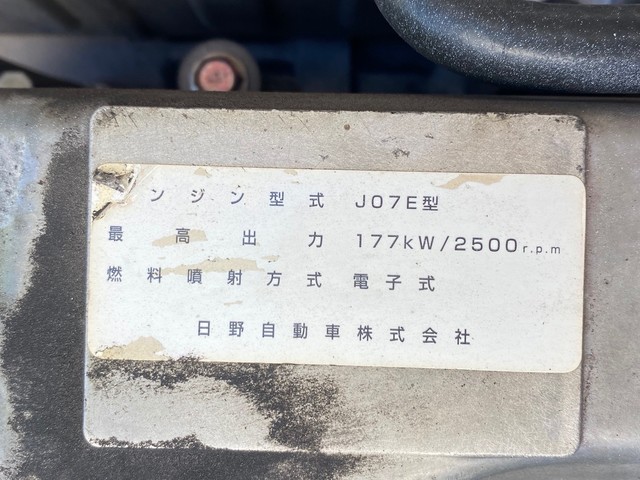 ンジン型式 J07E型
最高出力 177kW/2500r.p.m
燃料噴射方式 電子式
日野自動車株式会社